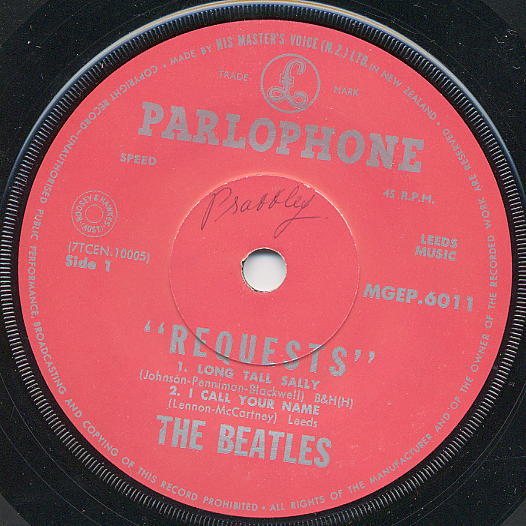 MADE BY HIS MASTER'S VOICE (N.Z.) LTD. IN NEW ZEALAND · ALL RIGHTS OF THE MANUFACTURER AND OF THE OWNER OF THE RECORDED WORK ARE RESERVED.
COPYRIGHT RECORD—UNAUTHORISED PUBLIC PERFORMANCE, BROADCASTING AND COPYING OF THIS RECORD PROHIBITED ·
TRADE £ MARK
PARLOPHONE
SPEED 45 R.P.M.
BOOSEY & HAWKES
LEEDS
MUSIC
(7TCEN.10005)
Side 1
MGEP.6011
"REQUESTS"
1. LONG TALL SALLY
(Johnson-Penniman-Blackwell) B&H(H)
2. I CALL YOUR NAME
(Lennon-McCartney) Leeds
THE BEATLES